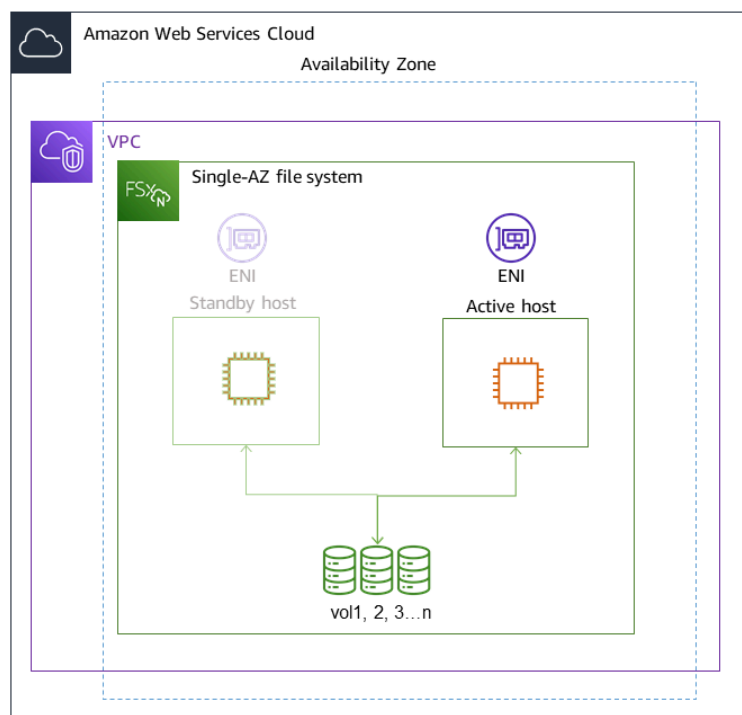 Amazon Web Services Cloud
Availability Zone
VPC
FSx
N
Single-AZ file system
ENI
ENI
Standby host
Active host
vol1, 2, 3...n